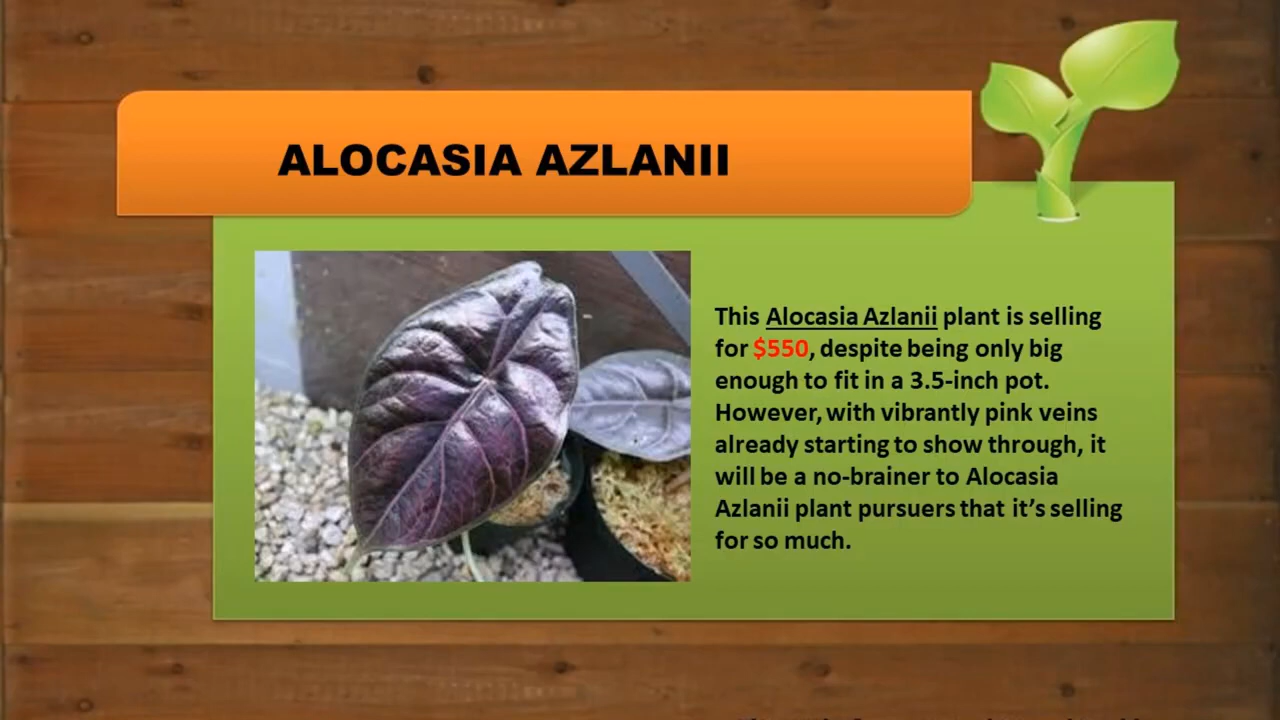 ALOCASIA AZLANII
This Alocasia Azlanii plant is selling
for $550, despite being only big
enough to fit in a 3.5-inch pot.
However, with vibrantly pink veins
already starting to show through, it
will be a no-brainer to Alocasia
Azlanii plant pursuers that it’s selling
for so much.